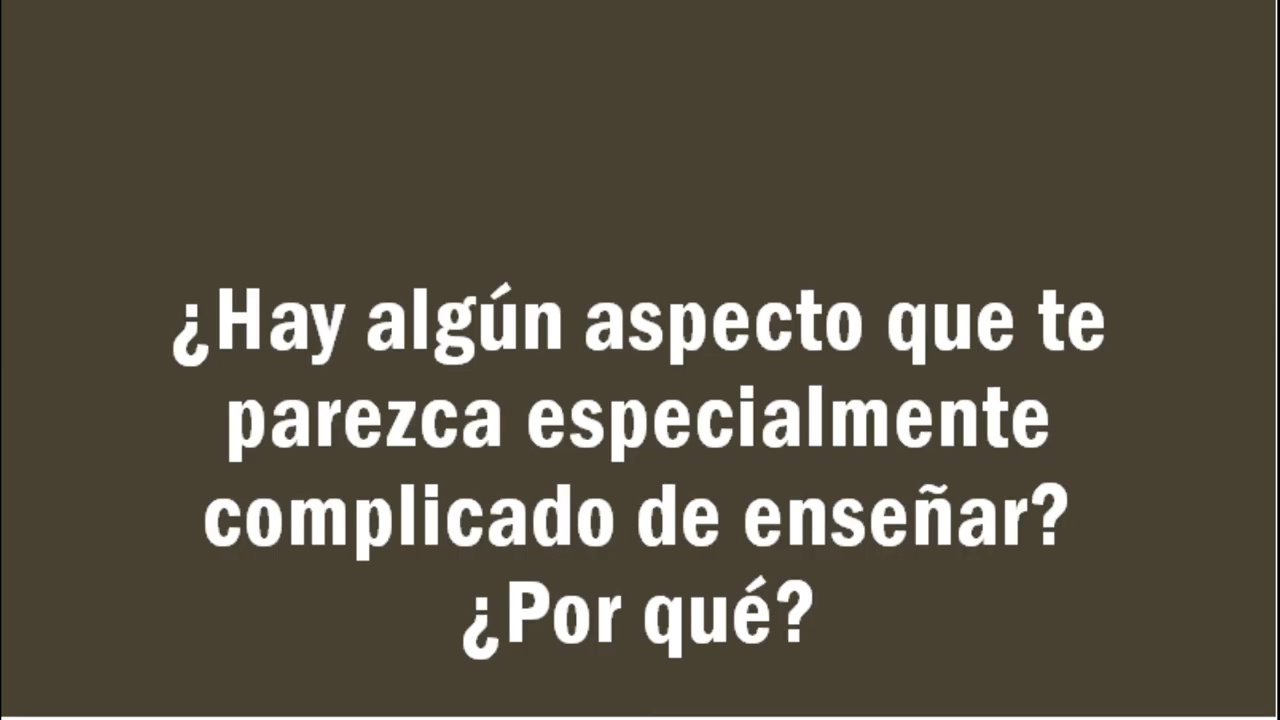 ¿Hay algún aspecto que te
parezca especialmente
complicado de enseñar?
¿Por qué?